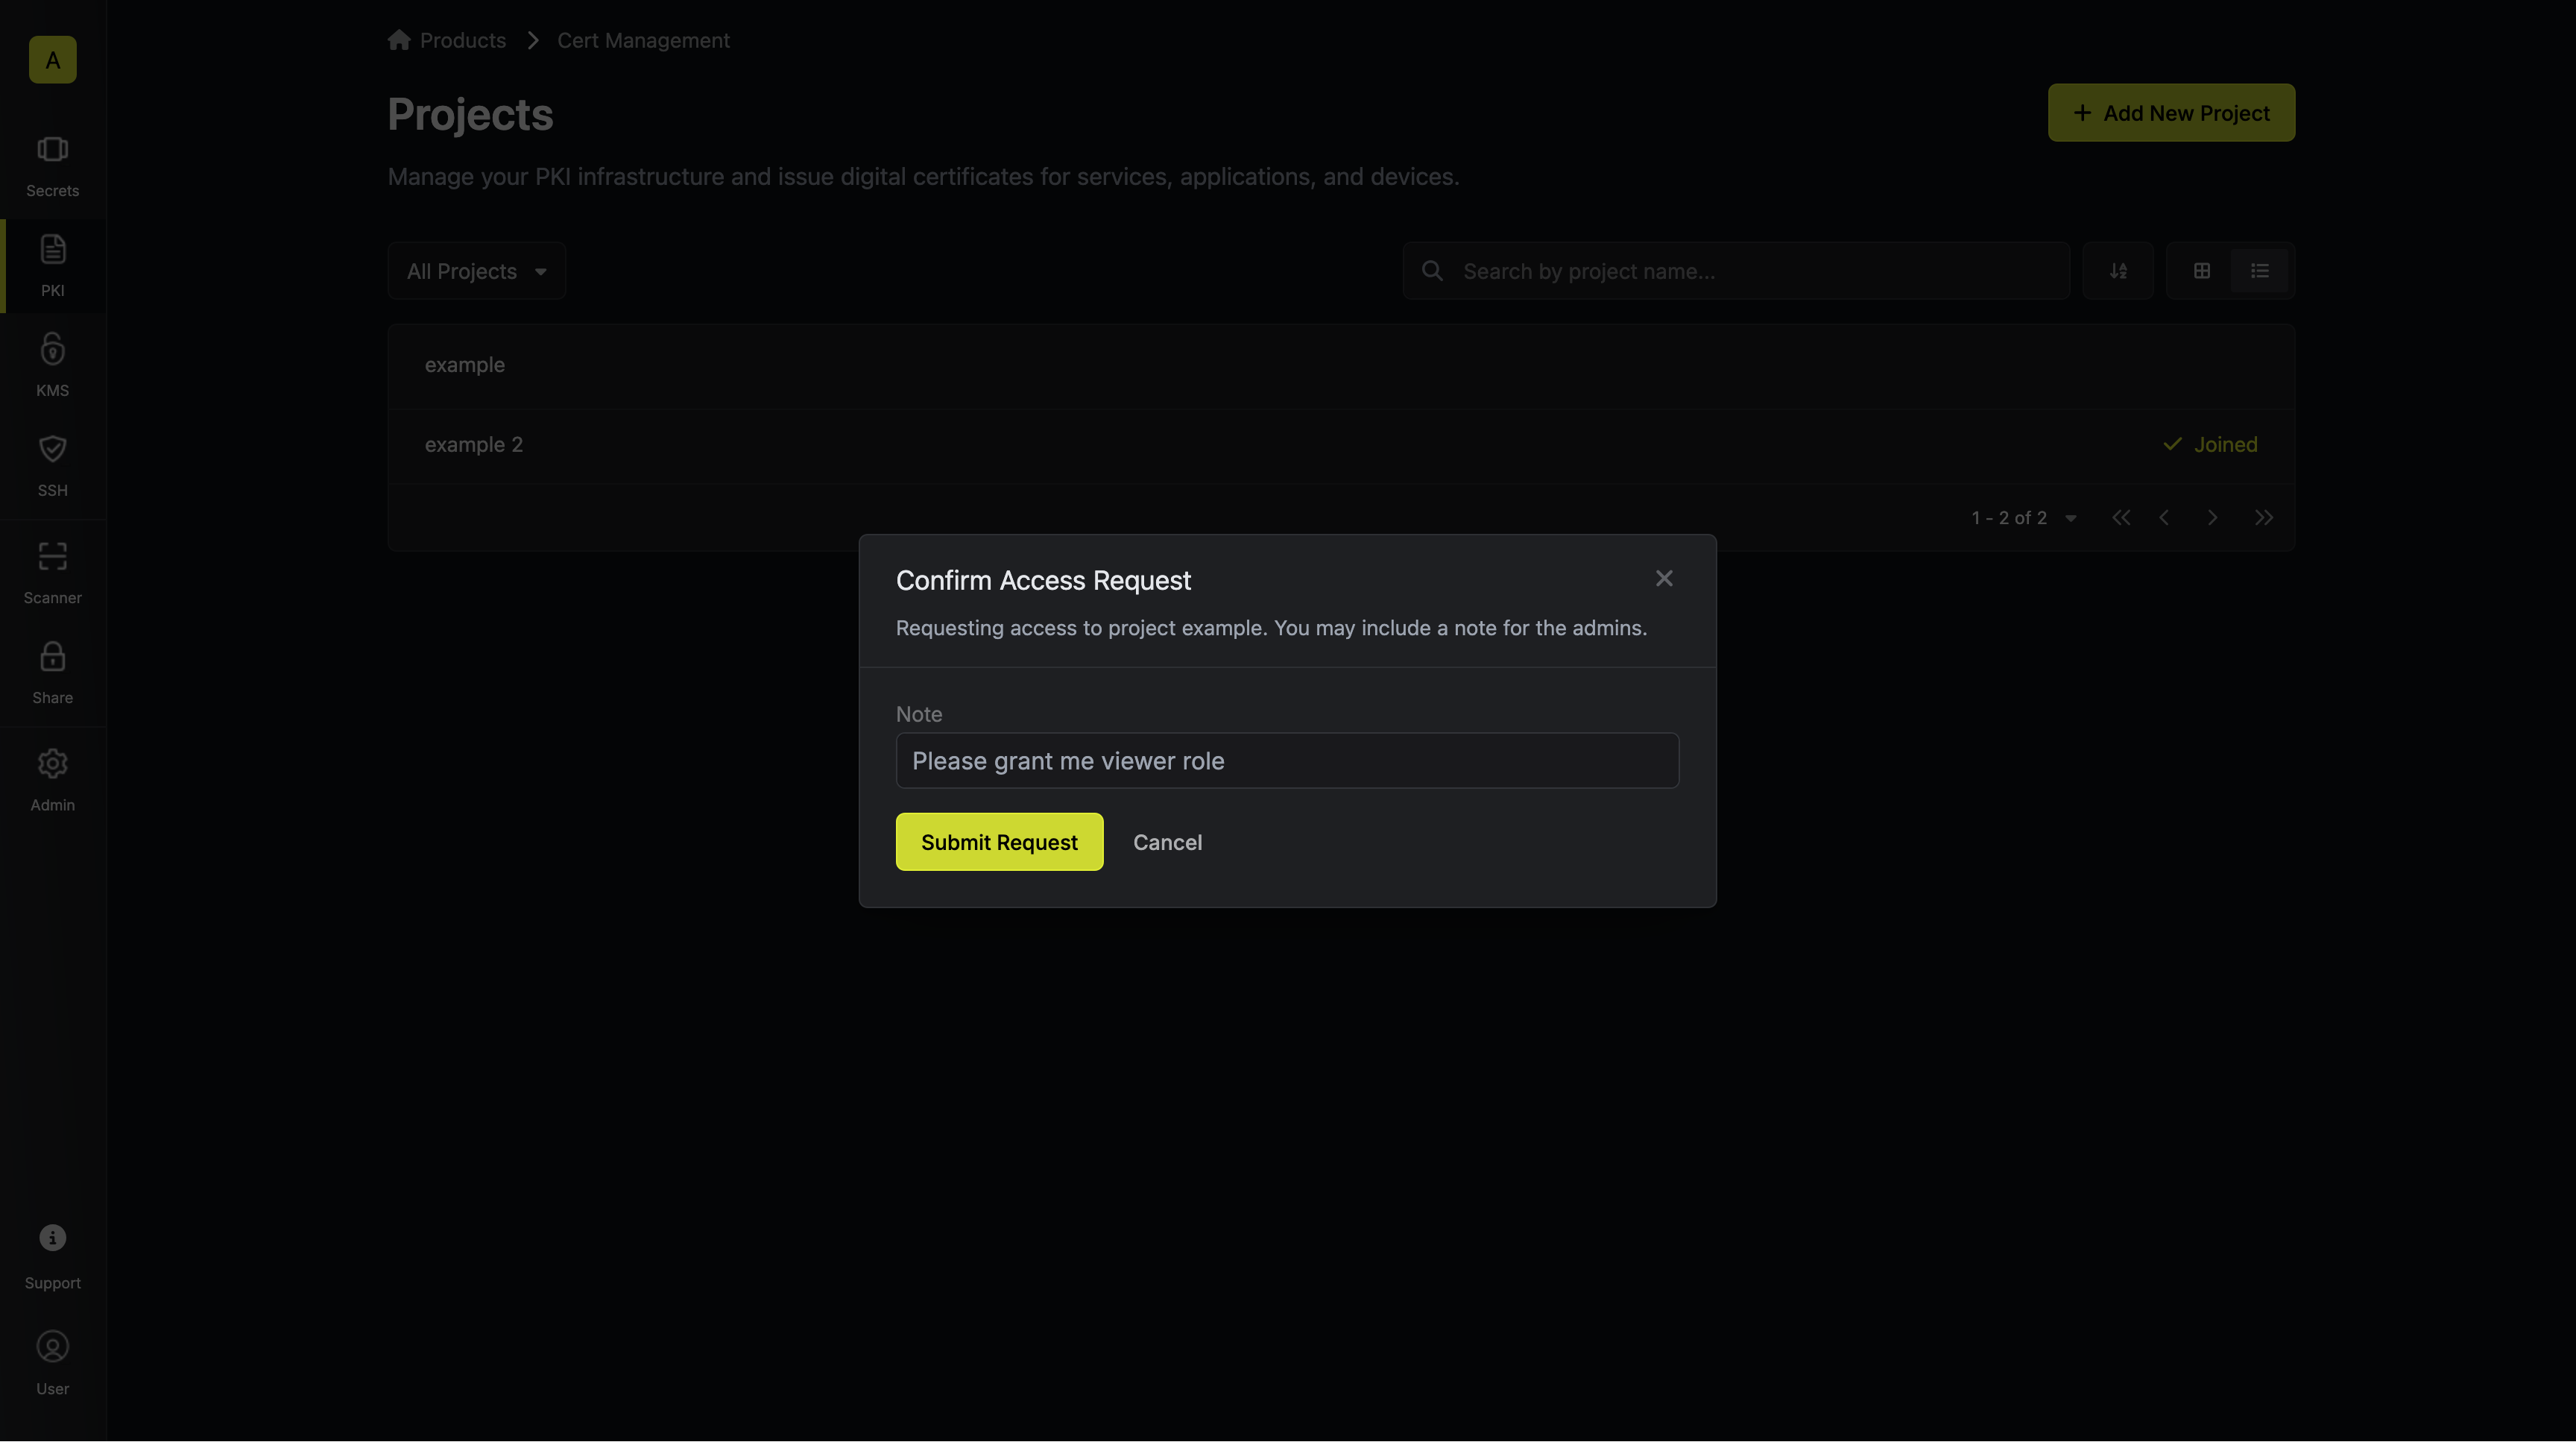 A
Secrets
PKI
KMS
SSH
Scanner
Share
Admin
Support
User
Products
Cert Management
Projects
Add New Project
Manage your PKI infrastructure and issue digital certificates for services, applications, and devices.
All Projects
Search by project name...
example
example 2
Joined
1 - 2 of 2
Confirm Access Request
Requesting access to project example. You may include a note for the admins.
Note
Please grant me viewer role
Submit Request
Cancel